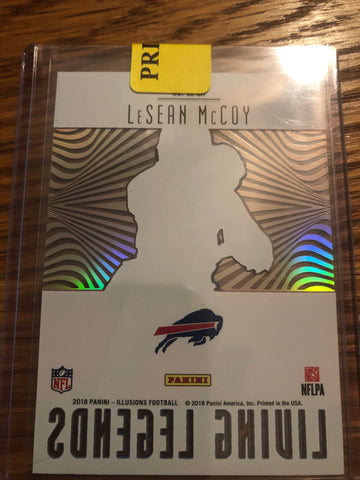 PRI
LeSean McCoy
NFL
PANINI
NFLPA
2018 PANINI – ILLUSIONS FOOTBALL © 2018 Panini America, Inc. Printed in the USA.
LIVING LEGENDS